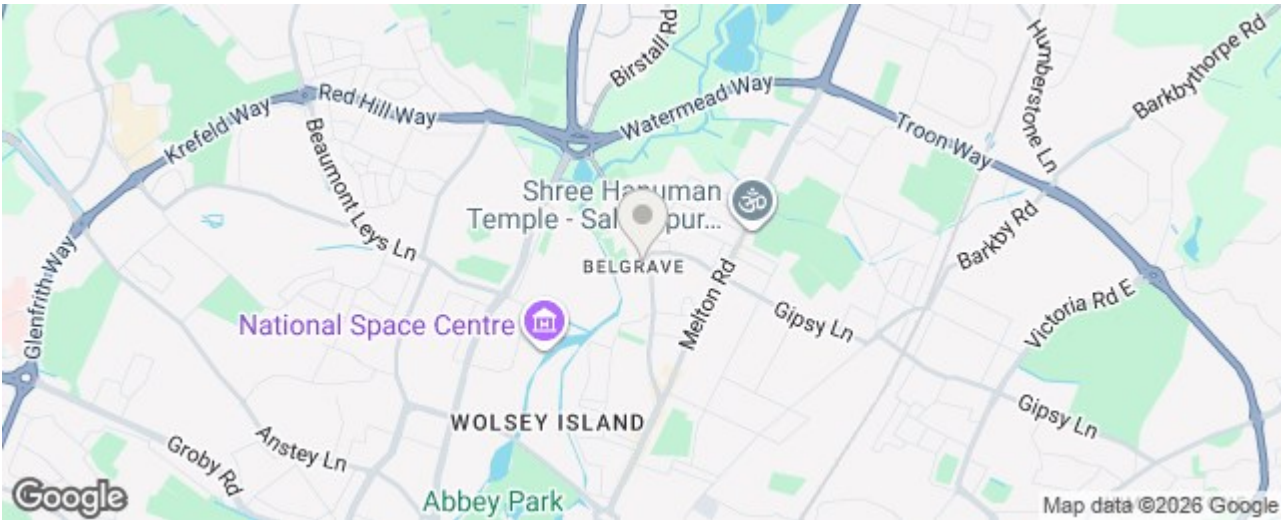 Birstall Rd
Humberstone Ln
Barkbythorpe Rd
Red Hill Way
Watermead Way
Krefeld Way
Troon Way
Beaumont Leys Ln
Shree Hanuman
Temple -
Barkby Rd
BELGRAVE
Glenfrith Way
Melton Rd
Victoria Rd E
National Space Centre
Gipsy Ln
WOLSEY ISLAND
Gipsy Ln
Anstey Ln
Groby Rd
Abbey Park
Google
Map data ©2026 Google